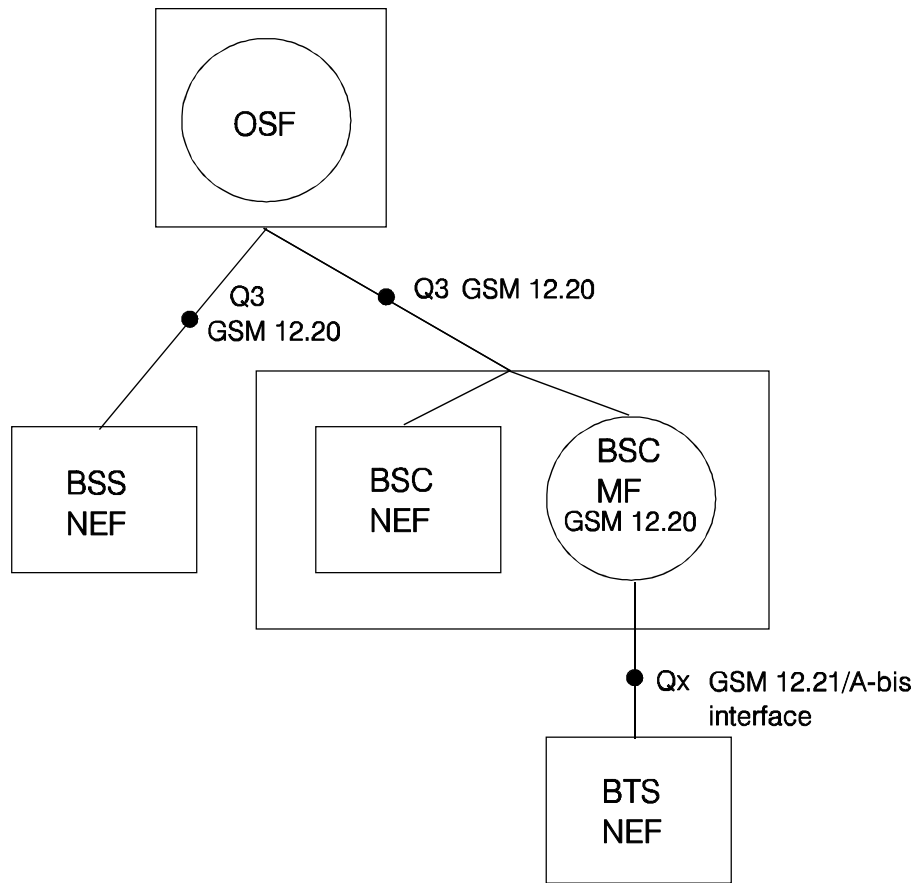 OSF
Q3
GSM 12.20
Q3 GSM 12.20
BSS
NEF
BSC
NEF
BSC
MF
GSM 12.20
Qx GSM 12.21/A-bis
interface
BTS
NEF